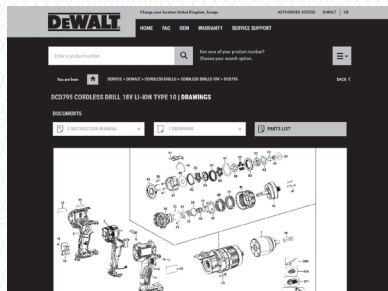 DEWALT
Change your location United Kingdom, Europe
AUTHORISED ACCESS DEWALT | GB
HOME FAQ OEM WARRANTY SERVICE SUPPORT
Enter a product number
Not sure of your product number?
Choose your search option.
You are here
SERVICE > DEWALT > CORDLESS DRILLS > CORDLESS DRILLS 18V > DCD795
BACK <
DCD795 CORDLESS DRILL 18V LI-ION TYPE 10 | DRAWINGS
DOCUMENTS
2 INSTRUCTION MANUAL
1 DRAWINGS
PARTS LIST